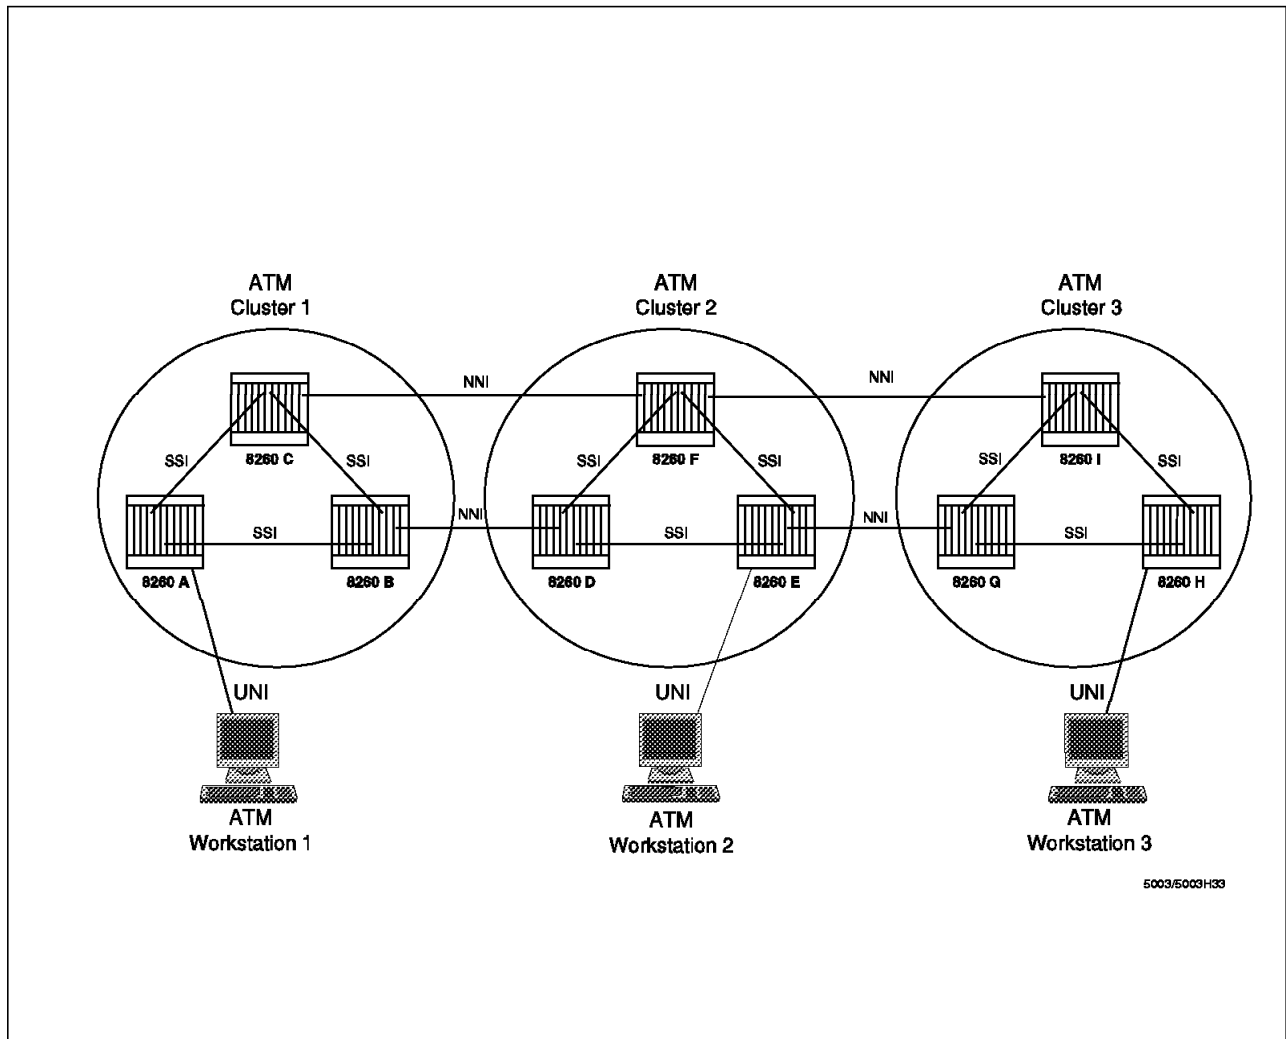 ATM
Cluster 1
ATM
Cluster 2
ATM
Cluster 3
NNI
NNI
8260 C
8260 F
8260 I
SSI
SSI
SSI
SSI
SSI
SSI
NNI
NNI
SSI
SSI
SSI
8260 A
8260 B
8260 D
8260 E
8260 G
8260 H
UNI
UNI
UNI
ATM
Workstation 1
ATM
Workstation 2
ATM
Workstation 3
5003/5003H33